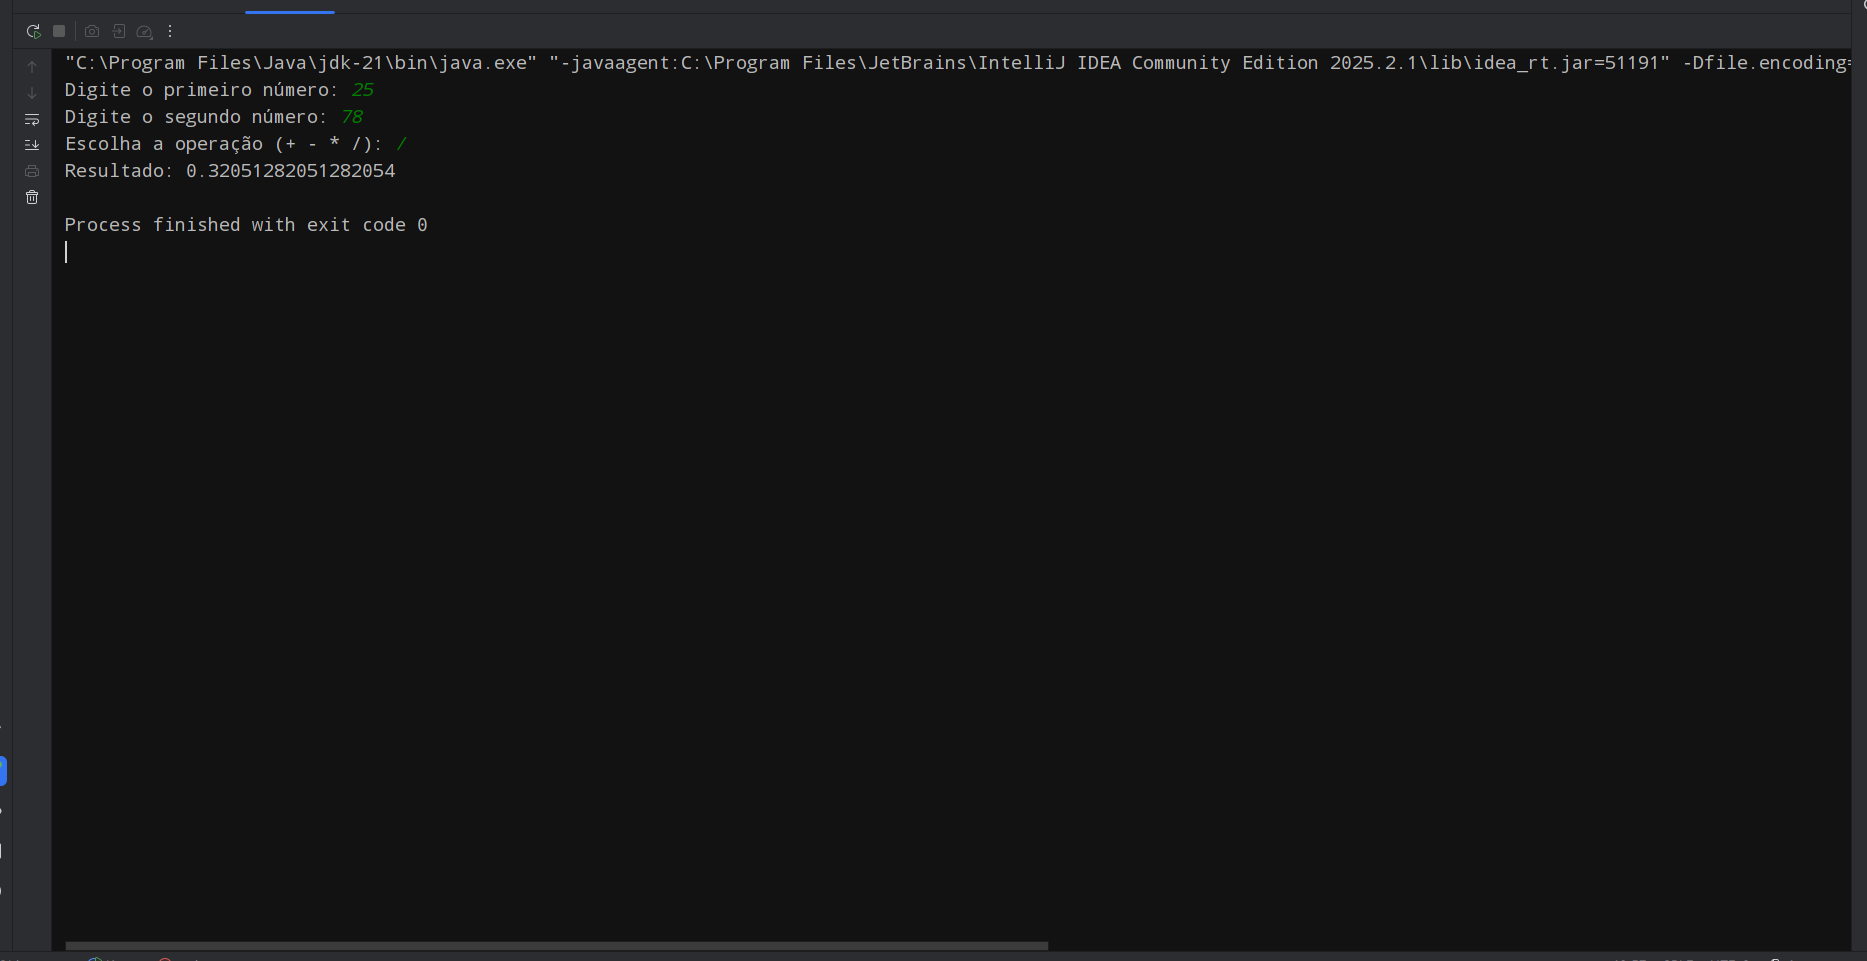 "C:\Program Files\Java\jdk-21\bin\java.exe" "-javaagent:C:\Program Files\JetBrains\IntelliJ IDEA Community Edition 2025.2.1\lib\idea_rt.jar=51191" -Dfile.encoding=
Digite o primeiro número: 25
Digite o segundo número: 78
Escolha a operação (+ - * /): /
Resultado: 0.32051282051282054
Process finished with exit code 0